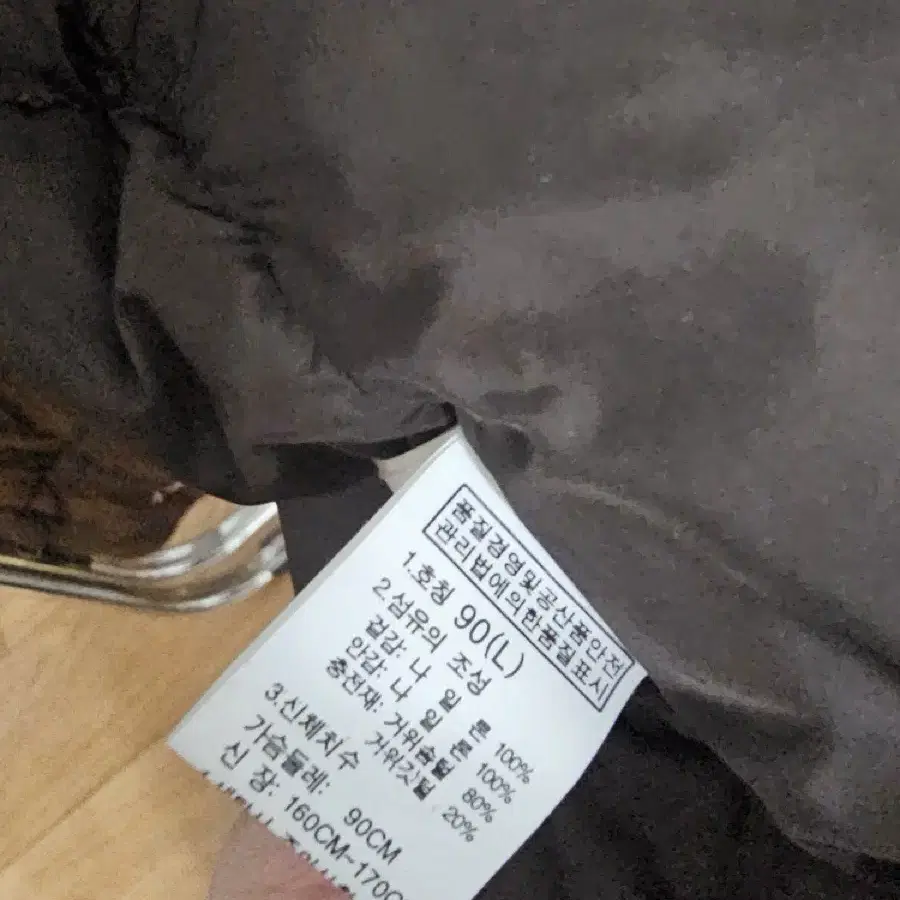 품질경영및공산품안전
관리법에의한품질표시
1.호칭 90(L)
2.섬유의 조성
겉감: 나 일 론 100%
안감: 나 일 론 100%
충전재: 거위솜털 80%
거위깃털 20%
3.신체치수
가슴둘레: 90CM
신 장: 160CM~170C